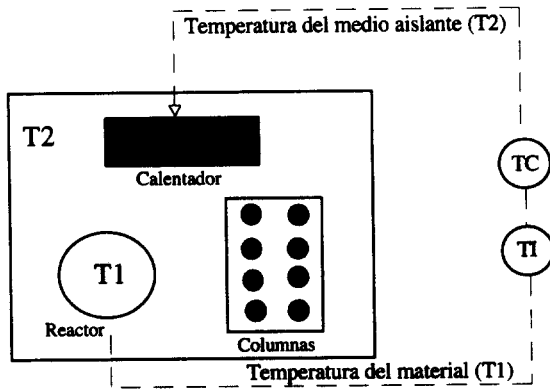 Temperatura del medio aislante (T2)
T2
Calentador
TC
T1
TI
Reactor
Columnas
Temperatura del material (T1)